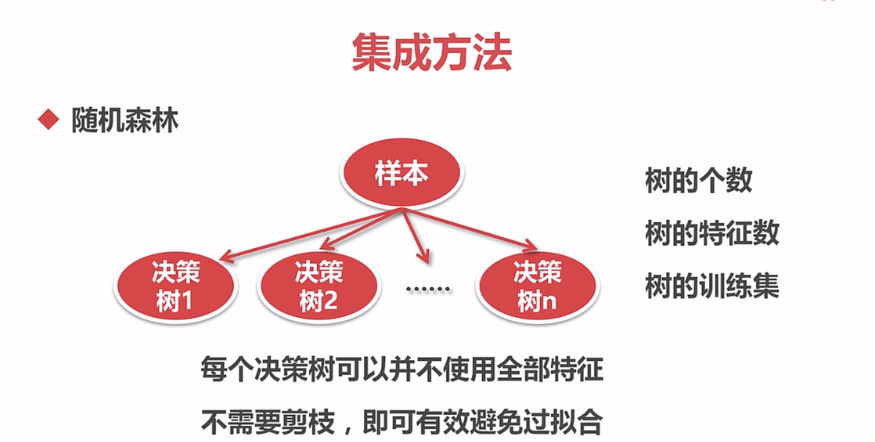 集成方法
随机森林
样本
树的个数
树的特征数
树的训练集
决策
树1
决策
树2
……
决策
树n
每个决策树可以并不使用全部特征
不需要剪枝，即可有效避免过拟合